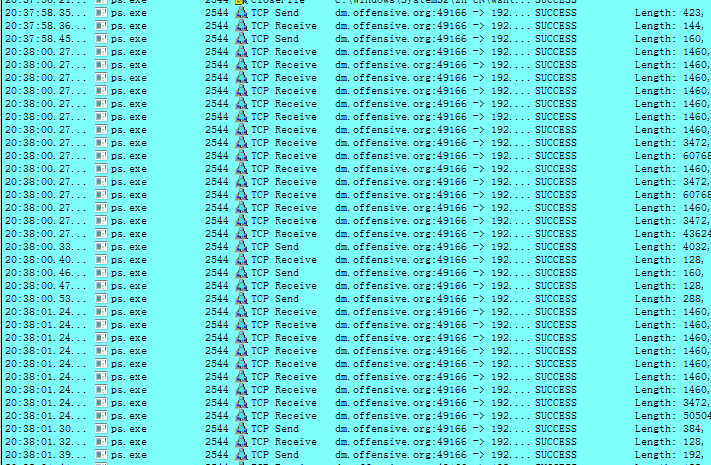 20:37:58.35... ps.exe 2544 TCP Send dm.offensive.org:49166 -> 192.... SUCCESS Length: 423,
20:37:58.36... ps.exe 2544 TCP Receive dm.offensive.org:49166 -> 192.... SUCCESS Length: 144,
20:37:58.45... ps.exe 2544 TCP Send dm.offensive.org:49166 -> 192.... SUCCESS Length: 160,
20:38:00.27... ps.exe 2544 TCP Receive dm.offensive.org:49166 -> 192.... SUCCESS Length: 1460,
20:38:00.27... ps.exe 2544 TCP Receive dm.offensive.org:49166 -> 192.... SUCCESS Length: 1460,
20:38:00.27... ps.exe 2544 TCP Receive dm.offensive.org:49166 -> 192.... SUCCESS Length: 1460,
20:38:00.27... ps.exe 2544 TCP Receive dm.offensive.org:49166 -> 192.... SUCCESS Length: 1460,
20:38:00.27... ps.exe 2544 TCP Receive dm.offensive.org:49166 -> 192.... SUCCESS Length: 1460,
20:38:00.27... ps.exe 2544 TCP Receive dm.offensive.org:49166 -> 192.... SUCCESS Length: 1460,
20:38:00.27... ps.exe 2544 TCP Receive dm.offensive.org:49166 -> 192.... SUCCESS Length: 1460,
20:38:00.27... ps.exe 2544 TCP Receive dm.offensive.org:49166 -> 192.... SUCCESS Length: 3472,
20:38:00.27... ps.exe 2544 TCP Receive dm.offensive.org:49166 -> 192.... SUCCESS Length: 60768
20:38:00.27... ps.exe 2544 TCP Receive dm.offensive.org:49166 -> 192.... SUCCESS Length: 1460,
20:38:00.27... ps.exe 2544 TCP Receive dm.offensive.org:49166 -> 192.... SUCCESS Length: 3472,
20:38:00.27... ps.exe 2544 TCP Receive dm.offensive.org:49166 -> 192.... SUCCESS Length: 60768
20:38:00.27... ps.exe 2544 TCP Receive dm.offensive.org:49166 -> 192.... SUCCESS Length: 1460,
20:38:00.27... ps.exe 2544 TCP Receive dm.offensive.org:49166 -> 192.... SUCCESS Length: 3472,
20:38:00.27... ps.exe 2544 TCP Receive dm.offensive.org:49166 -> 192.... SUCCESS Length: 43624
20:38:00.33... ps.exe 2544 TCP Send dm.offensive.org:49166 -> 192.... SUCCESS Length: 4032,
20:38:00.40... ps.exe 2544 TCP Receive dm.offensive.org:49166 -> 192.... SUCCESS Length: 128,
20:38:00.46... ps.exe 2544 TCP Send dm.offensive.org:49166 -> 192.... SUCCESS Length: 160,
20:38:00.47... ps.exe 2544 TCP Receive dm.offensive.org:49166 -> 192.... SUCCESS Length: 128,
20:38:00.53... ps.exe 2544 TCP Send dm.offensive.org:49166 -> 192.... SUCCESS Length: 288,
20:38:01.24... ps.exe 2544 TCP Receive dm.offensive.org:49166 -> 192.... SUCCESS Length: 1460,
20:38:01.24... ps.exe 2544 TCP Receive dm.offensive.org:49166 -> 192.... SUCCESS Length: 1460,
20:38:01.24... ps.exe 2544 TCP Receive dm.offensive.org:49166 -> 192.... SUCCESS Length: 1460,
20:38:01.24... ps.exe 2544 TCP Receive dm.offensive.org:49166 -> 192.... SUCCESS Length: 1460,
20:38:01.24... ps.exe 2544 TCP Receive dm.offensive.org:49166 -> 192.... SUCCESS Length: 1460,
20:38:01.24... ps.exe 2544 TCP Receive dm.offensive.org:49166 -> 192.... SUCCESS Length: 1460,
20:38:01.24... ps.exe 2544 TCP Receive dm.offensive.org:49166 -> 192.... SUCCESS Length: 1460,
20:38:01.24... ps.exe 2544 TCP Receive dm.offensive.org:49166 -> 192.... SUCCESS Length: 3472,
20:38:01.24... ps.exe 2544 TCP Receive dm.offensive.org:49166 -> 192.... SUCCESS Length: 50504
20:38:01.30... ps.exe 2544 TCP Send dm.offensive.org:49166 -> 192.... SUCCESS Length: 384,
20:38:01.32... ps.exe 2544 TCP Receive dm.offensive.org:49166 -> 192.... SUCCESS Length: 128,
20:38:01.39... ps.exe 2544 TCP Send dm.offensive.org:49166 -> 192.... SUCCESS Length: 192,